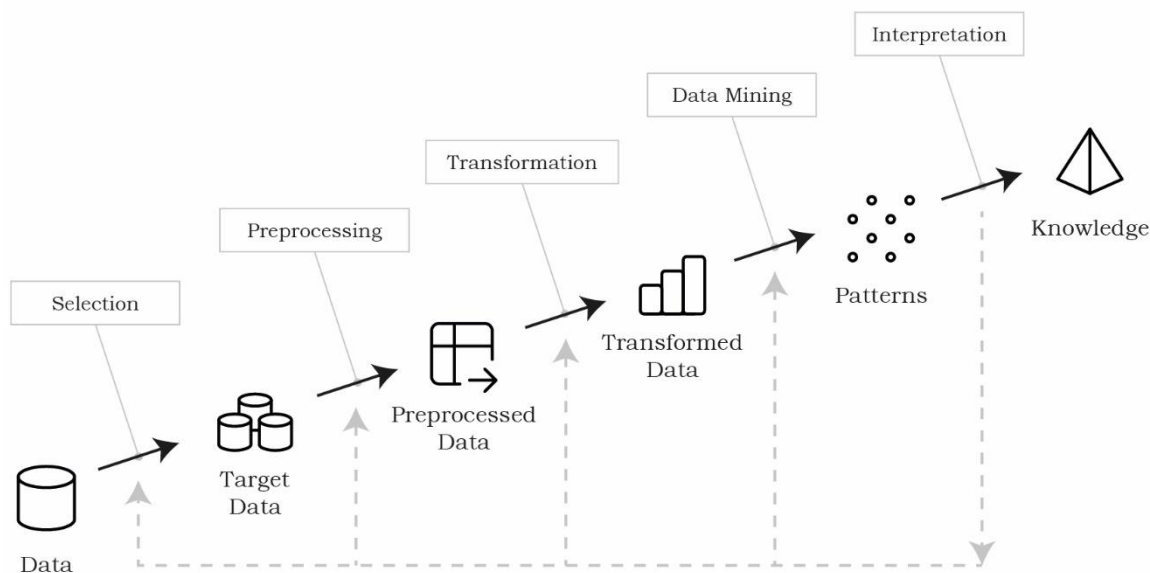 Interpretation
Data Mining
Transformation
Knowledge
Preprocessing
Patterns
Selection
Transformed
Data
Preprocessed
Data
Target
Data
Data